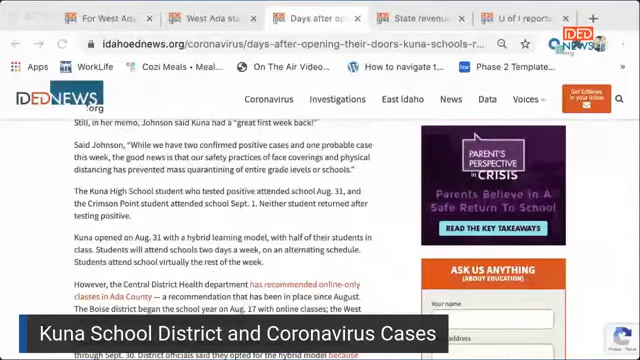 For West Ada
West Ada st
Days after op
State revenue
U of I report
idahoednews.org/coronavirus/days-after-opening-their-doors-kuna-schools-r...
IDED
NEWS
Apps
WorkLife
Cozi Meals / Meal...
On The Air Video...
How to navigate t...
Phase 2 Template...
IDEDNEWS
.org
Coronavirus
Investigations
East Idaho
News
Data
Voices
Get EdNews
in your inbox
Still, in her memo, Johnson said Kuna had a “great first week back!”
Said Johnson, “While we have two confirmed positive cases and one probable case
this week, the good news is that our safety practices of face coverings and physical
distancing has prevented mass quarantining of entire grade levels or schools.”
The Kuna High School student who tested positive attended school Aug. 31, and
the Crimson Point student attended school Sept. 1. Neither student returned after
testing positive.
Kuna opened on Aug. 31 with a hybrid learning model, with half of their students in
class. Students will attend schools two days a week, on an alternating schedule.
Students attend school virtually the rest of the week.
However, the Central District Health department has recommended online-only
classes in Ada County — a recommendation that has been in place since August.
The Boise district began the school year on Aug. 17 with online classes; the West
through Sept. 30. District officials said they opted for the hybrid model because
PARENT'S
PERSPECTIVE
in CRISIS
Parents Believe in A
Safe Return To School
READ THE KEY TAKEAWAYS
ASK US ANYTHING
(ABOUT EDUCATION)
Your name
address
Kuna School District and Coronavirus Cases